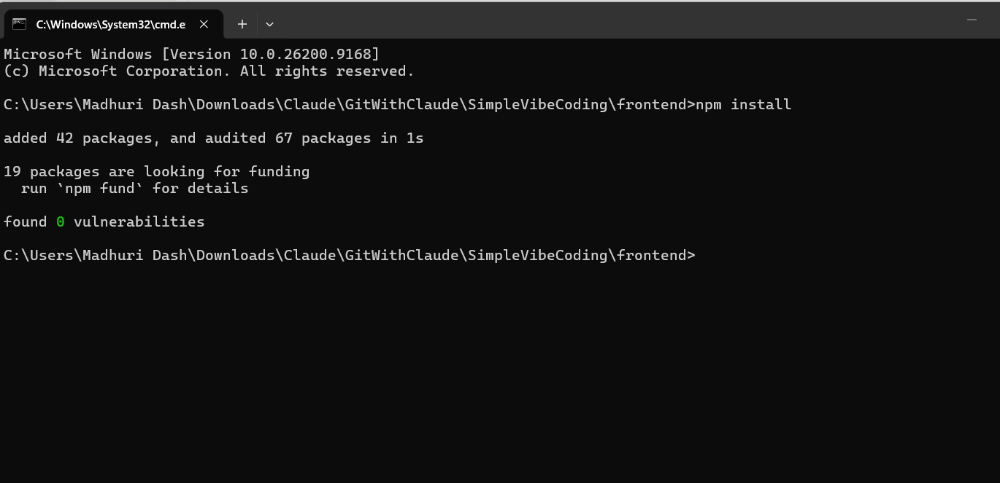 C:\Windows\System32\cmd.e
Microsoft Windows [Version 10.0.26200.9168]
(c) Microsoft Corporation. All rights reserved.
C:\Users\Madhuri Dash\Downloads\Claude\GitWithClaude\SimpleVibeCoding\frontend>npm install
added 42 packages, and audited 67 packages in 1s
19 packages are looking for funding
  run `npm fund` for details
found 0 vulnerabilities
C:\Users\Madhuri Dash\Downloads\Claude\GitWithClaude\SimpleVibeCoding\frontend>